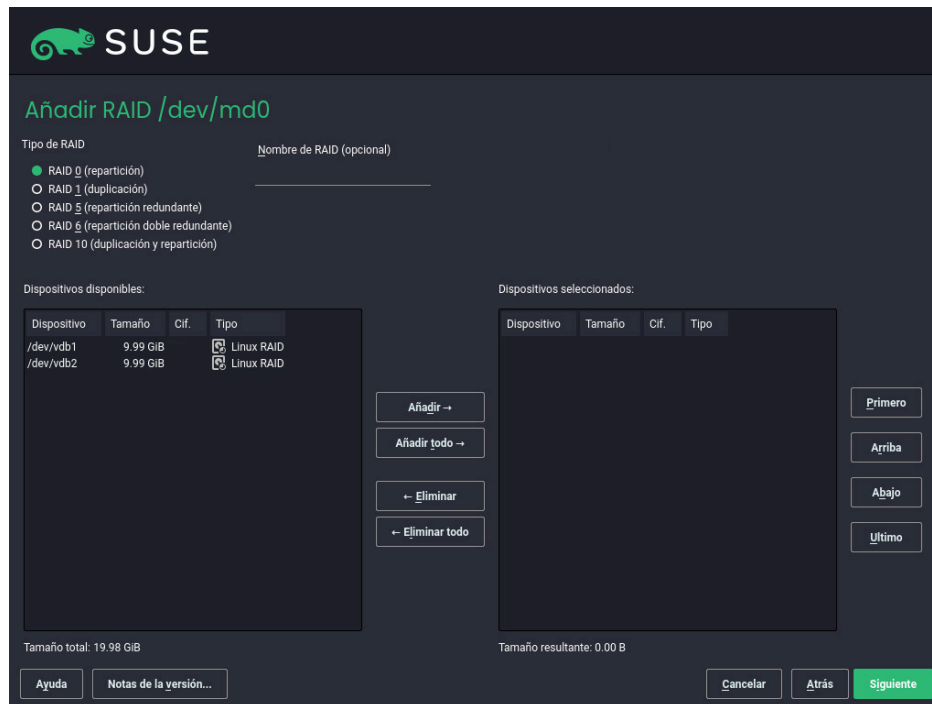 SUSE
Añadir RAID /dev/md0
Tipo de RAID
Nombre de RAID (opcional)
RAID 0 (repartición)
RAID 1 (duplicación)
RAID 5 (repartición redundante)
RAID 6 (repartición doble redundante)
RAID 10 (duplicación y repartición)
Dispositivos disponibles:
Dispositivo Tamaño Cif. Tipo
/dev/vdb1 9.99 GiB Linux RAID
/dev/vdb2 9.99 GiB Linux RAID
Tamaño total: 19.98 GiB
Añadir →
Añadir todo →
← Eliminar
← Eliminar todo
Dispositivos seleccionados:
Dispositivo Tamaño Cif. Tipo
Tamaño resultante: 0.00 B
Primero
Arriba
Abajo
Ultimo
Ayuda
Notas de la versión...
Cancelar
Atrás
Siguiente